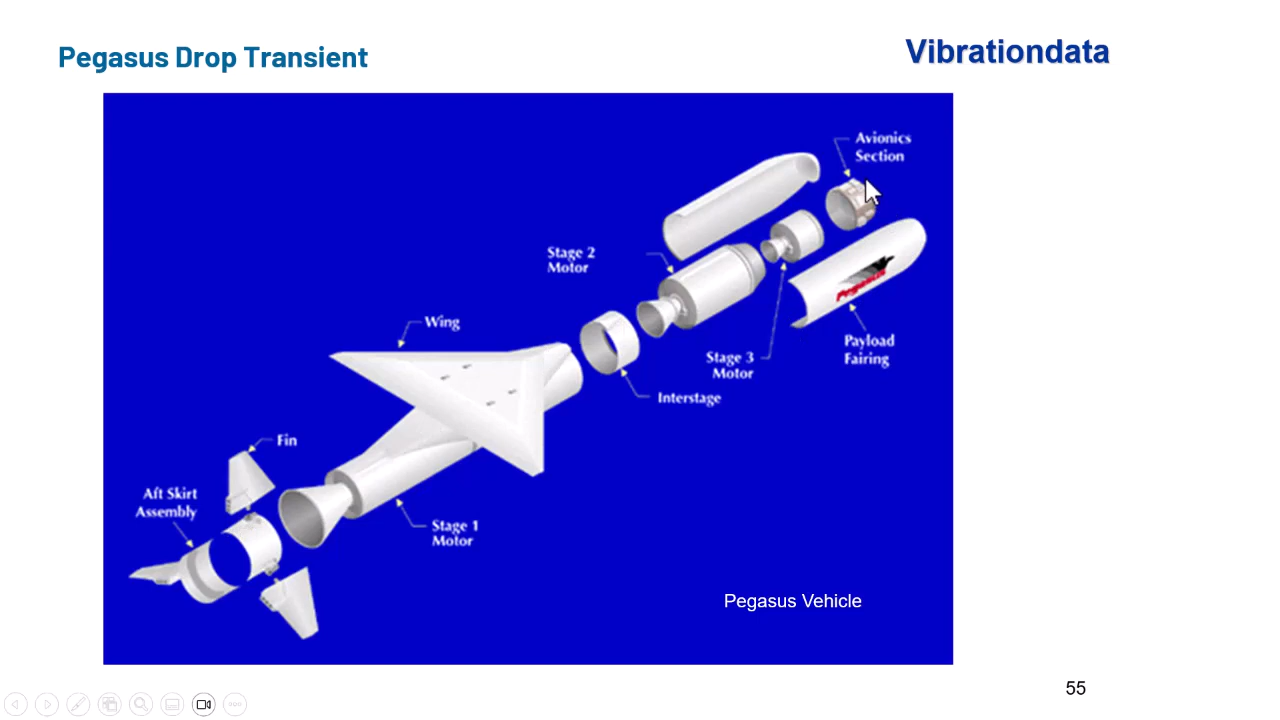 Pegasus Drop Transient
Vibrationdata
Avionics
Section
Stage 2
Motor
Wing
Pegasus
Payload
Fairing
Stage 3
Motor
Interstage
Fin
Aft Skirt
Assembly
Stage 1
Motor
Pegasus Vehicle
55